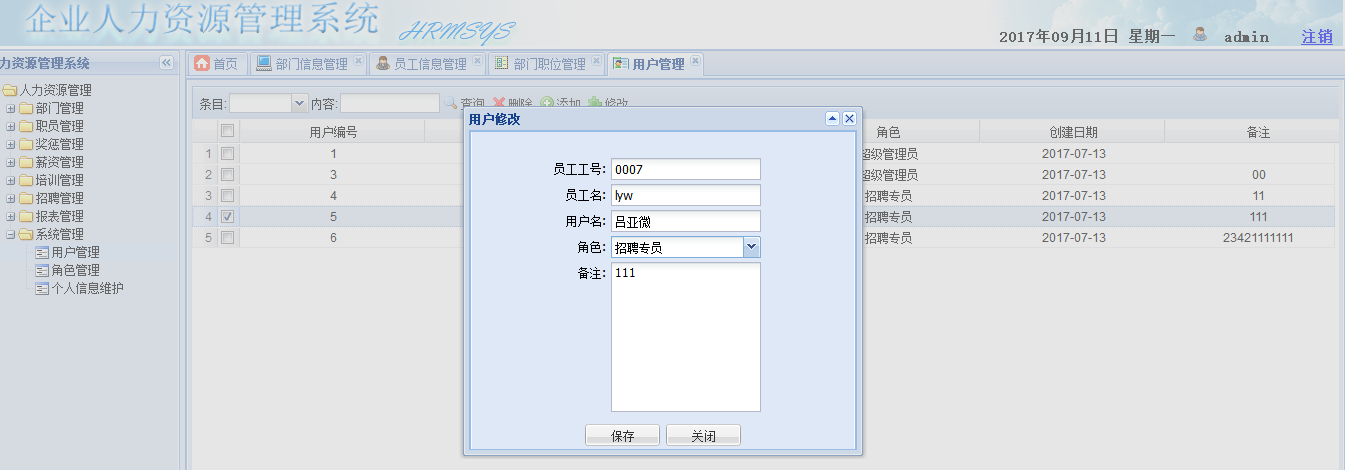 企业人力资源管理系统 HRMSYS
2017年09月11日 星期一 admin 注销
力资源管理系统
首页 部门信息管理 员工信息管理 部门职位管理 用户管理
人力资源管理
部门管理
职员管理
奖惩管理
薪资管理
培训管理
招聘管理
报表管理
系统管理
用户管理
角色管理
个人信息维护
条目: 内容: 查询 删除 添加 修改
用户编号 角色 创建日期 备注
1 1 超级管理员 2017-07-13
2 3 超级管理员 2017-07-13 00
3 4 招聘专员 2017-07-13 11
4 5 招聘专员 2017-07-13 111
5 6 招聘专员 2017-07-13 23421111111
用户修改
员工工号: 0007
员工名: lyw
用户名: 吕亚微
角色: 招聘专员
备注: 111
保存 关闭